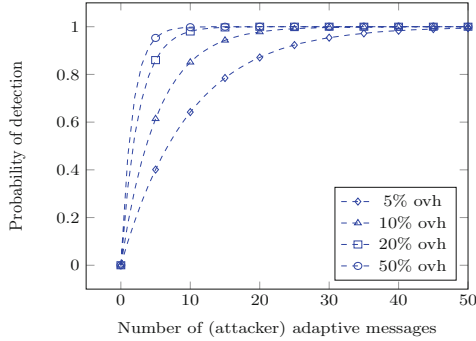 1
0.8
0.6
0.4
0.2
0
Probability of detection
0 10 20 30 40 50
Number of (attacker) adaptive messages
5% ovh
10% ovh
20% ovh
50% ovh